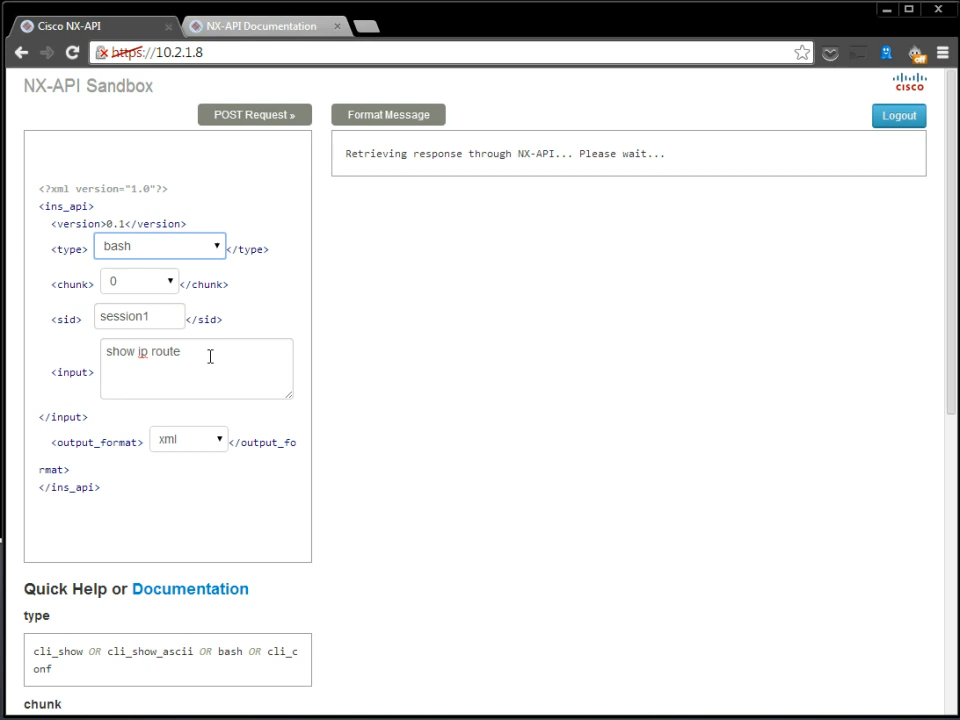 Cisco NX-API
NX-API Documentation
https://10.2.1.8
off
NX-API Sandbox
CISCO
POST Request »
Format Message
Logout
Retrieving response through NX-API... Please wait...
<?xml version="1.0"?>
<ins_api>
<version>0.1</version>
<type> bash </type>
<chunk> 0 </chunk>
<sid> session1 </sid>
show ip route
<input>
</input>
<output_format> xml </output_fo
rmat>
</ins_api>
Quick Help or Documentation
type
cli_show OR cli_show_ascii OR bash OR cli_c
onf
chunk